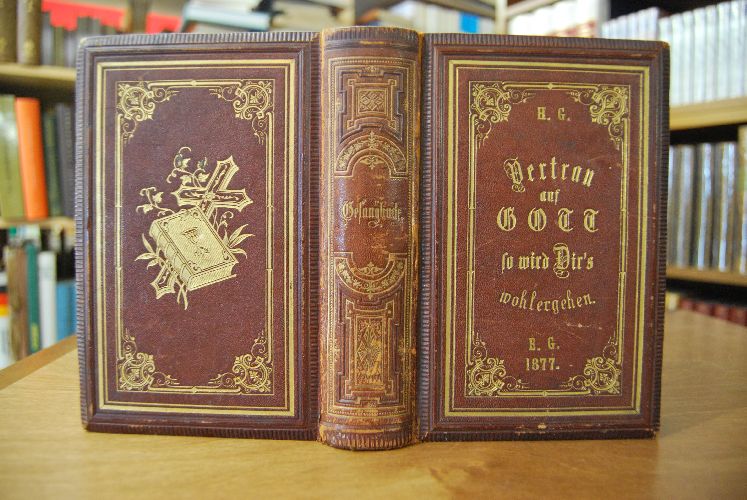 Gesangbuch
H. G.
Vertrau
auf
GOTT
so wird Dir's
wohlergehen.
E. G.
1877.